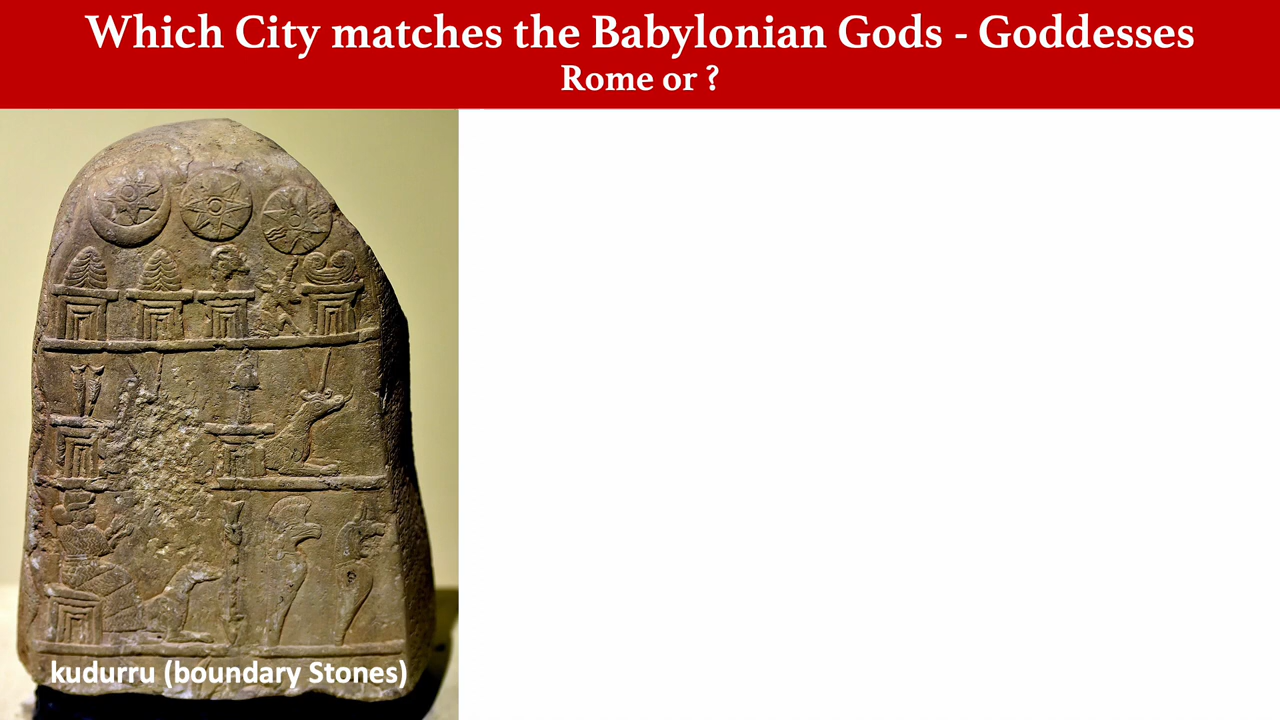 Which City matches the Babylonian Gods - Goddesses
Rome or ?
kudurru (boundary Stones)